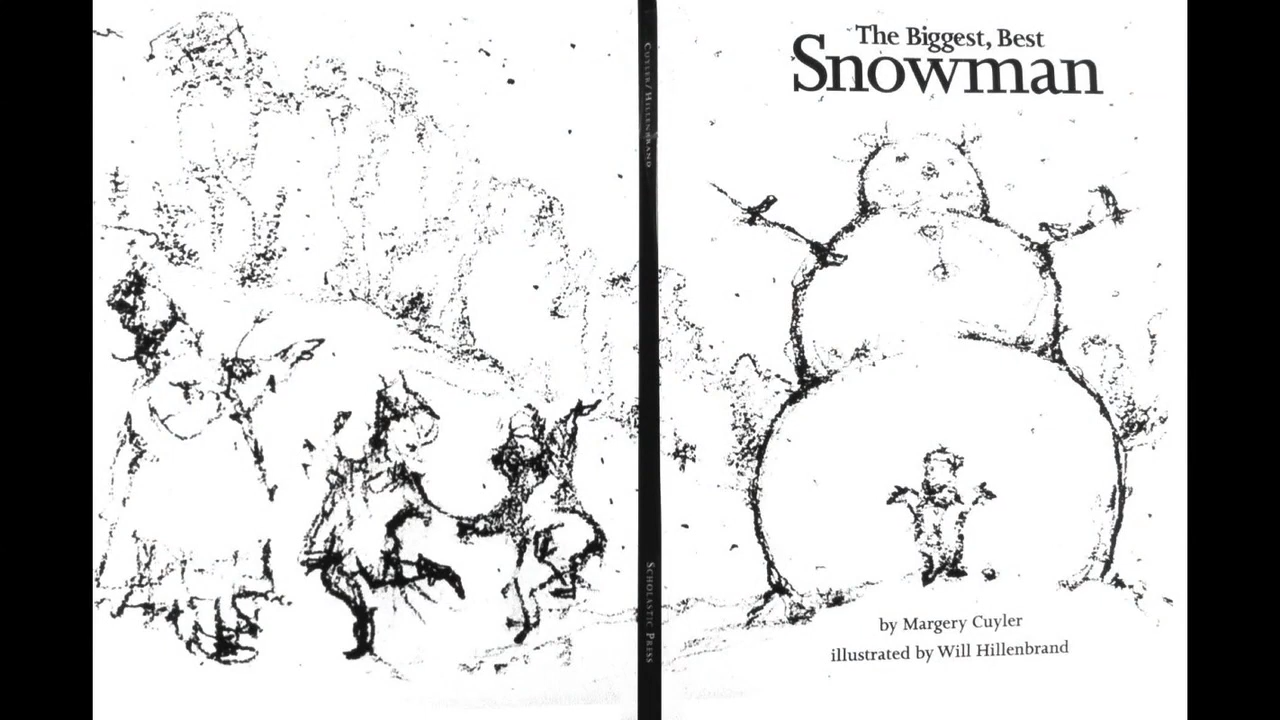 CUYLER/HILLENBRAND
SCHOLASTIC PRESS
The Biggest, Best
Snowman
by Margery Cuyler
illustrated by Will Hillenbrand